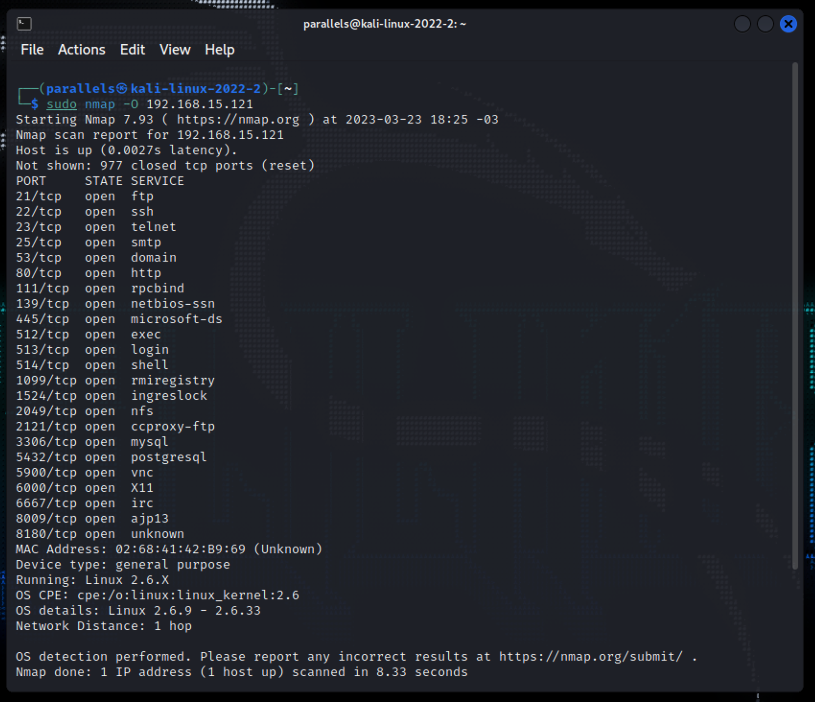 parallels@kali-linux-2022-2: ~
File Actions Edit View Help
┌──(parallels㉿kali-linux-2022-2)-[~]
└─$ sudo nmap -O 192.168.15.121
Starting Nmap 7.93 ( https://nmap.org ) at 2023-03-23 18:25 -03
Nmap scan report for 192.168.15.121
Host is up (0.0027s latency).
Not shown: 977 closed tcp ports (reset)
PORT     STATE SERVICE
21/tcp   open  ftp
22/tcp   open  ssh
23/tcp   open  telnet
25/tcp   open  smtp
53/tcp   open  domain
80/tcp   open  http
111/tcp  open  rpcbind
139/tcp  open  netbios-ssn
445/tcp  open  microsoft-ds
512/tcp  open  exec
513/tcp  open  login
514/tcp  open  shell
1099/tcp open  rmiregistry
1524/tcp open  ingreslock
2049/tcp open  nfs
2121/tcp open  ccproxy-ftp
3306/tcp open  mysql
5432/tcp open  postgresql
5900/tcp open  vnc
6000/tcp open  X11
6667/tcp open  irc
8009/tcp open  ajp13
8180/tcp open  unknown
MAC Address: 02:68:41:42:B9:69 (Unknown)
Device type: general purpose
Running: Linux 2.6.X
OS CPE: cpe:/o:linux:linux_kernel:2.6
OS details: Linux 2.6.9 - 2.6.33
Network Distance: 1 hop
OS detection performed. Please report any incorrect results at https://nmap.org/submit/ .
Nmap done: 1 IP address (1 host up) scanned in 8.33 seconds